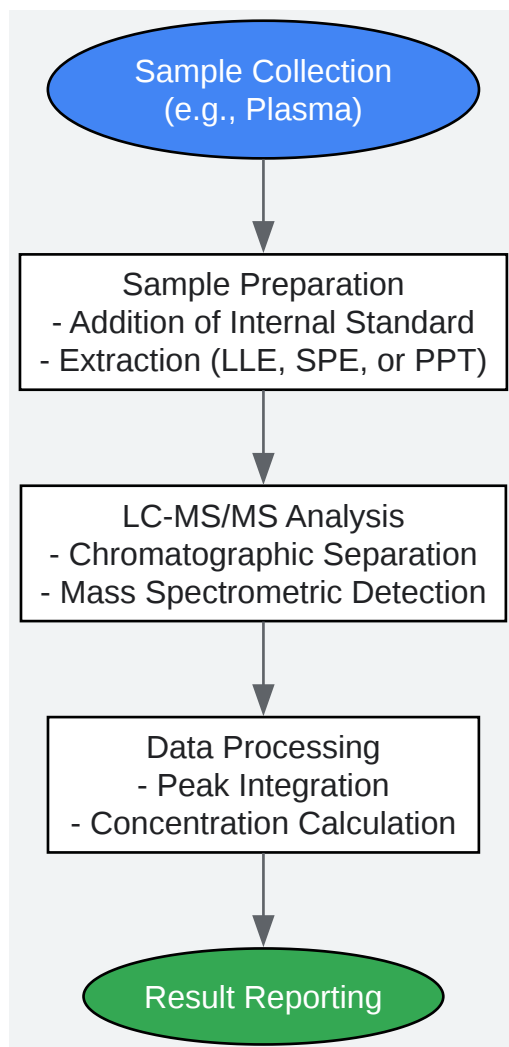 Sample Collection
(e.g., Plasma)
Sample Preparation
- Addition of Internal Standard
- Extraction (LLE, SPE, or PPT)
LC-MS/MS Analysis
- Chromatographic Separation
- Mass Spectrometric Detection
Data Processing
- Peak Integration
- Concentration Calculation
Result Reporting